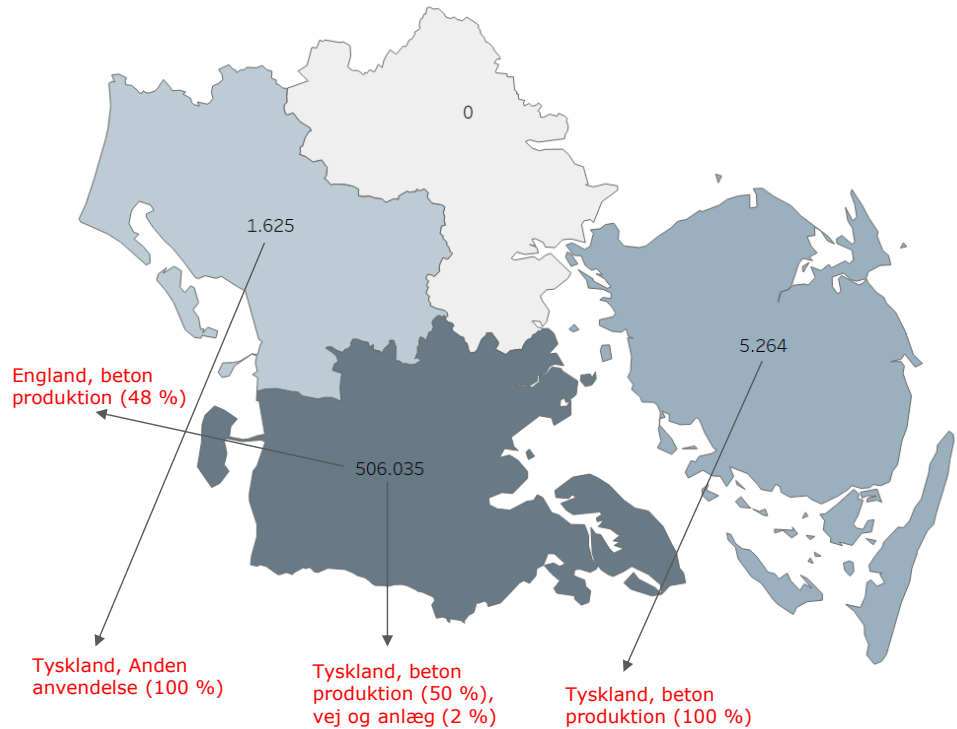 0
1.625
5.264
England, beton
produktion (48 %)
506.035
Tyskland, Anden
anvendelse (100 %)
Tyskland, beton
produktion (50 %),
vej og anlæg (2 %)
Tyskland, beton
produktion (100 %)